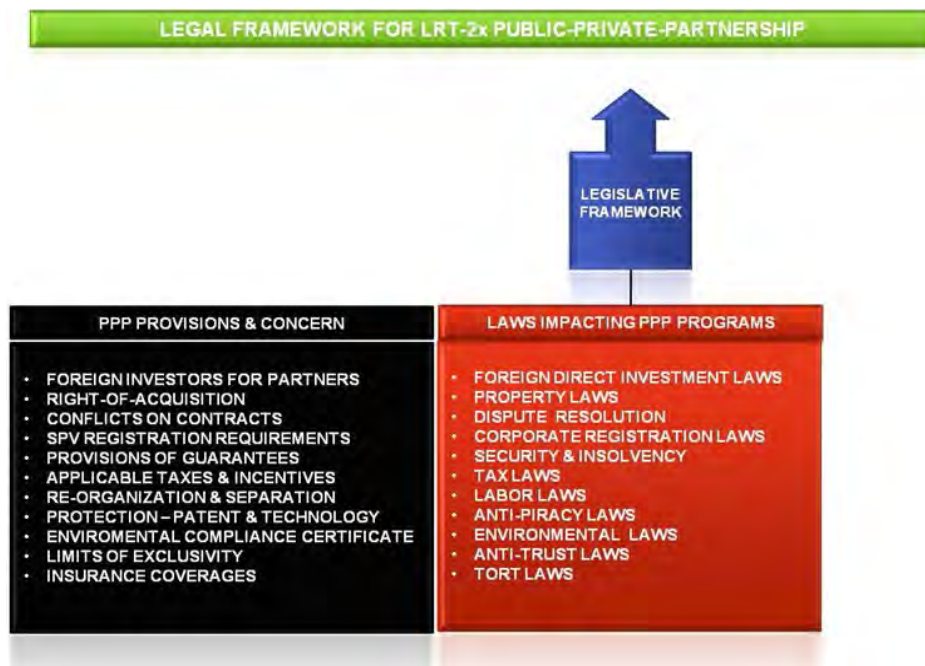 LEGAL FRAMEWORK FOR LRT-2x PUBLIC-PRIVATE-PARTNERSHIP
LEGISLATIVE
FRAMEWORK
PPP PROVISIONS & CONCERN
• FOREIGN INVESTORS FOR PARTNERS
• RIGHT-OF-ACQUISITION
• CONFLICTS ON CONTRACTS
• SPV REGISTRATION REQUIREMENTS
• PROVISIONS OF GUARANTEES
• APPLICABLE TAXES & INCENTIVES
• RE-ORGANIZATION & SEPARATION
• PROTECTION – PATENT & TECHNOLOGY
• ENVIROMENTAL COMPLIANCE CERTIFICATE
• LIMITS OF EXCLUSIVITY
• INSURANCE COVERAGES
LAWS IMPACTING PPP PROGRAMS
• FOREIGN DIRECT INVESTMENT LAWS
• PROPERTY LAWS
• DISPUTE RESOLUTION
• CORPORATE REGISTRATION LAWS
• SECURITY & INSOLVENCY
• TAX LAWS
• LABOR LAWS
• ANTI-PIRACY LAWS
• ENVIRONMENTAL LAWS
• ANTI-TRUST LAWS
• TORT LAWS